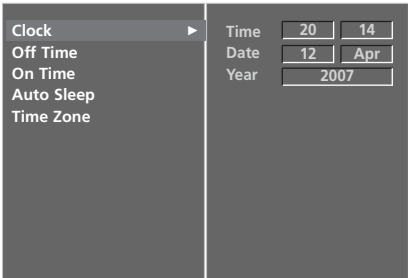 Clock ►
Off Time
On Time
Auto Sleep
Time Zone
Time 20 14
Date 12 Apr
Year 2007